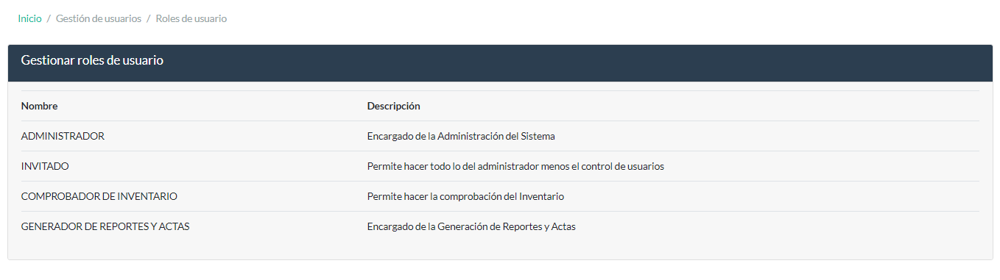 Inicio / Gestión de usuarios / Roles de usuario
Gestionar roles de usuario
Nombre Descripción
ADMINISTRADOR Encargado de la Administración del Sistema
INVITADO Permite hacer todo lo del administrador menos el control de usuarios
COMPROBADOR DE INVENTARIO Permite hacer la comprobación del Inventario
GENERADOR DE REPORTES Y ACTAS Encargado de la Generación de Reportes y Actas